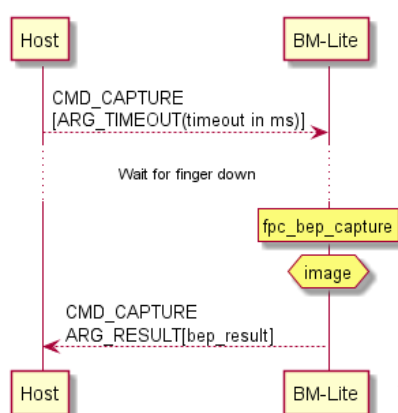 Host
BM-Lite
CMD_CAPTURE
[ARG_TIMEOUT(timeout in ms)]
Wait for finger down
fpc_bep_capture
image
CMD_CAPTURE
ARG_RESULT[bep_result]
Host
BM-Lite